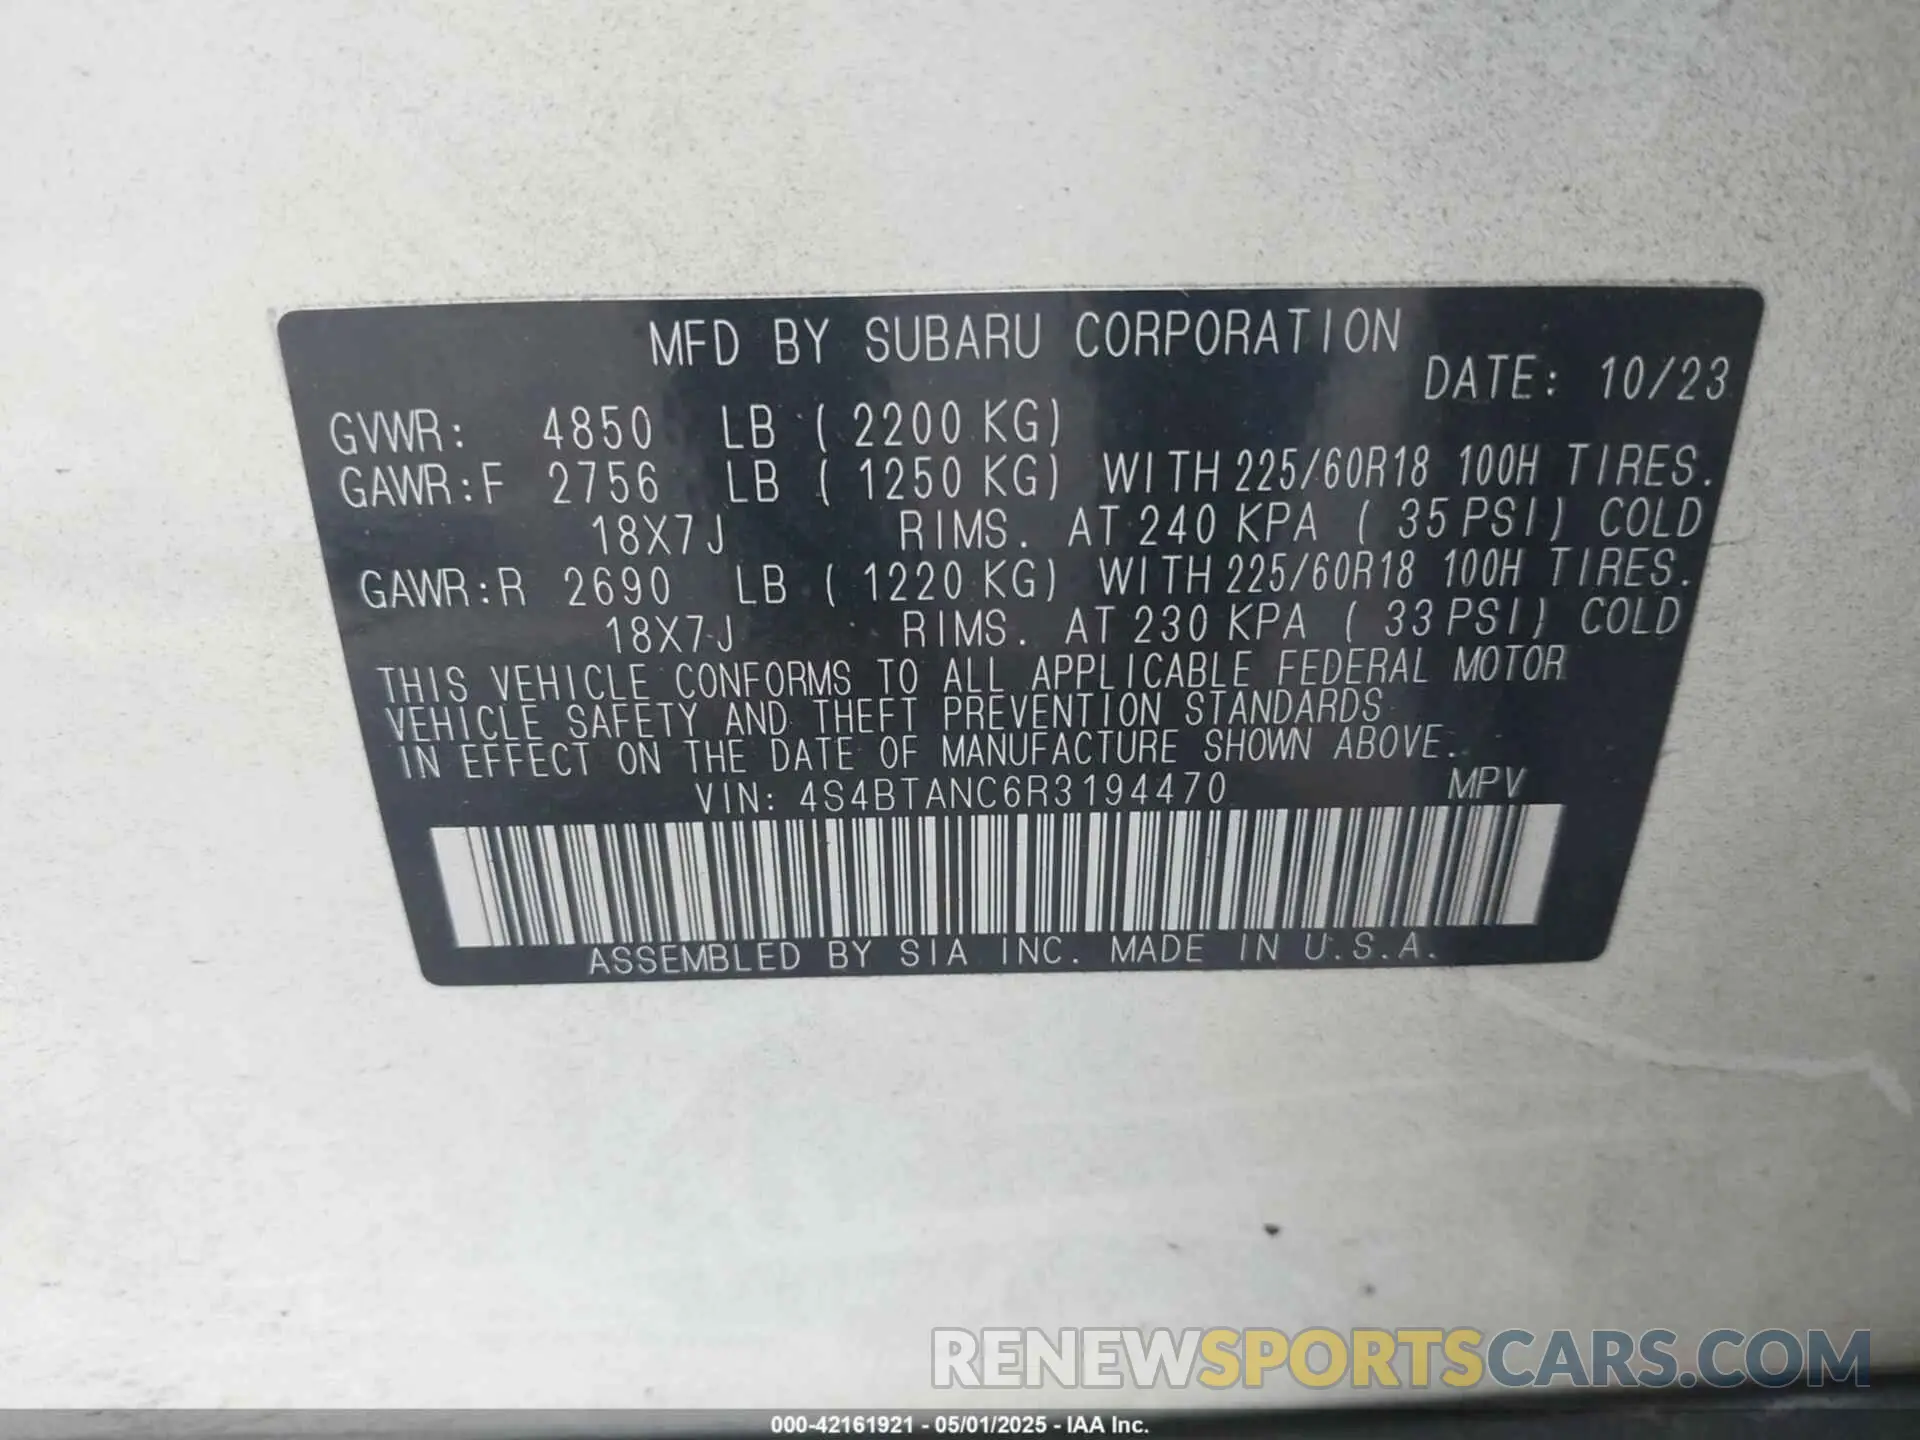 MFD BY SUBARU CORPORATION
DATE: 10/23
GVWR: 4850 LB ( 2200 KG)
GAWR:F 2756 LB ( 1250 KG) WITH 225/60R18 100H TIRES.
18X7J RIMS. AT 240 KPA ( 35 PSI) COLD
GAWR:R 2690 LB ( 1220 KG) WITH 225/60R18 100H TIRES.
18X7J RIMS. AT 230 KPA ( 33 PSI) COLD
THIS VEHICLE CONFORMS TO ALL APPLICABLE FEDERAL MOTOR
VEHICLE SAFETY AND THEFT PREVENTION STANDARDS
IN EFFECT ON THE DATE OF MANUFACTURE SHOWN ABOVE.
VIN: 4S4BTANC6R3194470 MPV
ASSEMBLED BY SIA INC. MADE IN U.S.A.
RENEWSPORTSCARS.COM
000-42161921 - 05/01/2025 - IAA Inc.